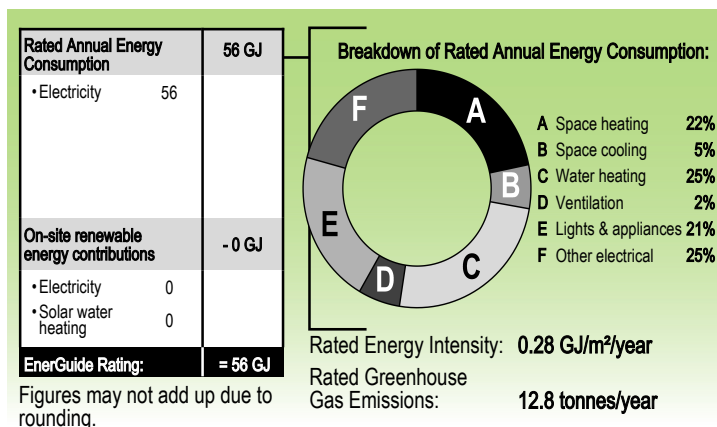 Rated Annual Energy
Consumption
56 GJ
• Electricity 56
On-site renewable
energy contributions
- 0 GJ
• Electricity 0
• Solar water
heating 0
EnerGuide Rating: = 56 GJ
Figures may not add up due to
rounding.
Breakdown of Rated Annual Energy Consumption:
A
B
C
D
E
F
A Space heating 22%
B Space cooling 5%
C Water heating 25%
D Ventilation 2%
E Lights & appliances 21%
F Other electrical 25%
Rated Energy Intensity: 0.28 GJ/m²/year
Rated Greenhouse
Gas Emissions: 12.8 tonnes/year